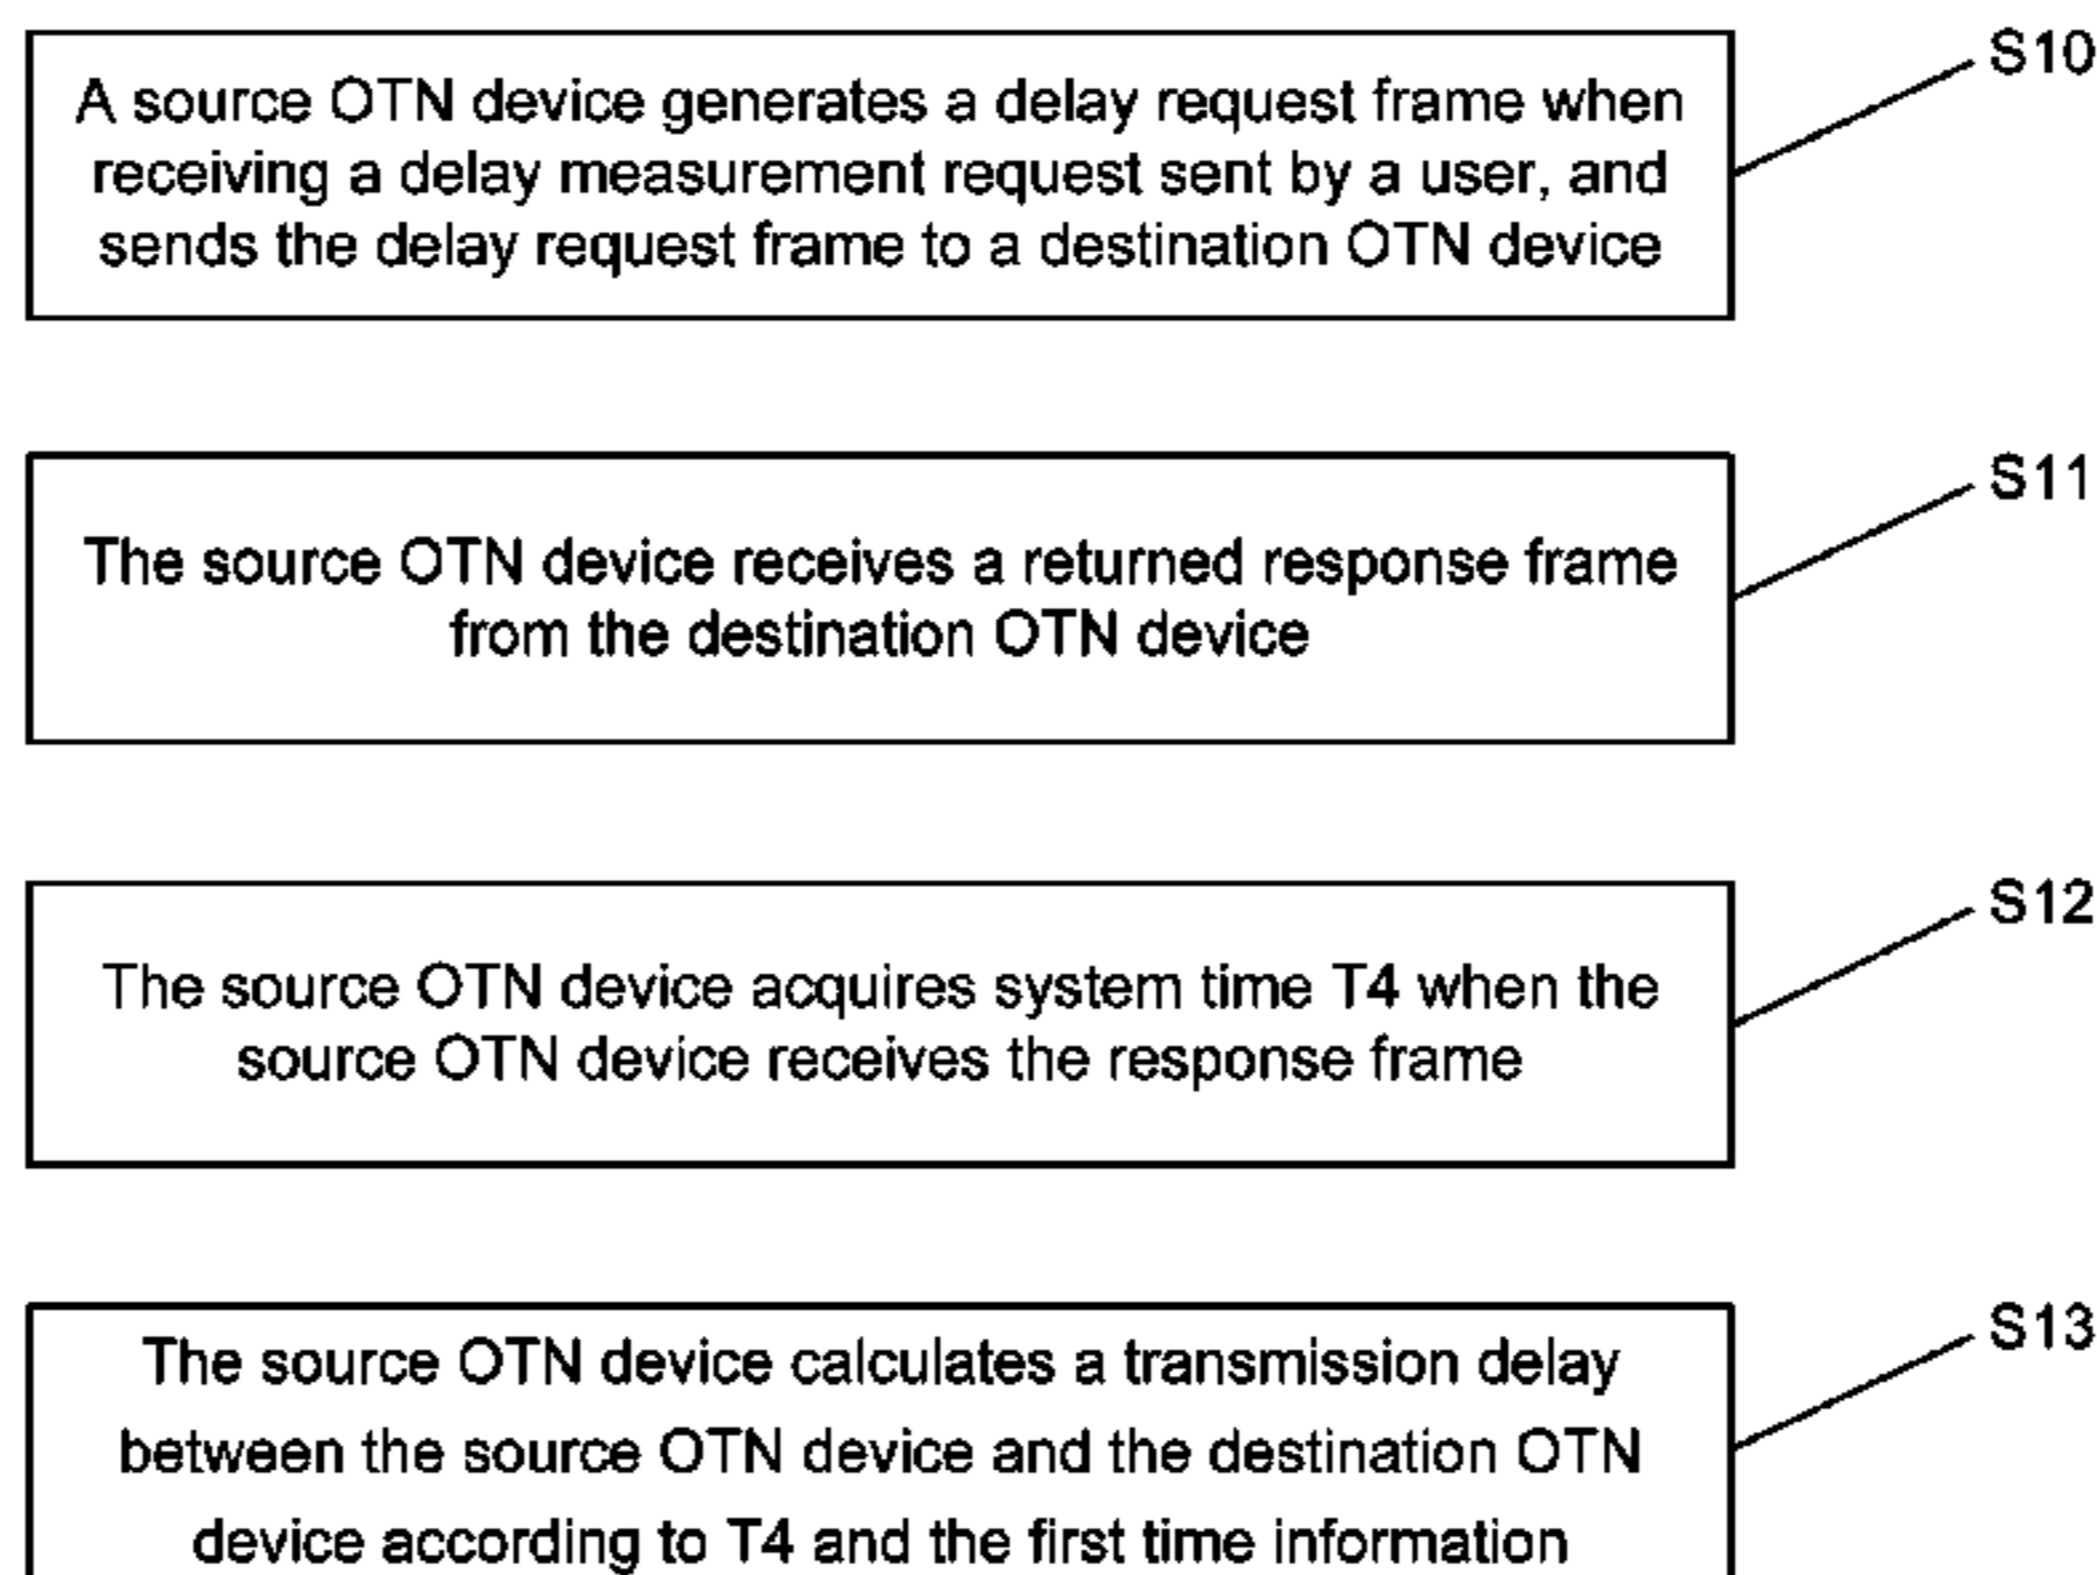 S10
A source OTN device generates a delay request frame when
receiving a delay measurement request sent by a user, and
sends the delay request frame to a destination OTN device
S11
The source OTN device receives a returned response frame
from the destination OTN device
S12
The source OTN device acquires system time T4 when the
source OTN device receives the response frame
S13
The source OTN device calculates a transmission delay
between the source OTN device and the destination OTN
device according to T4 and the first time information